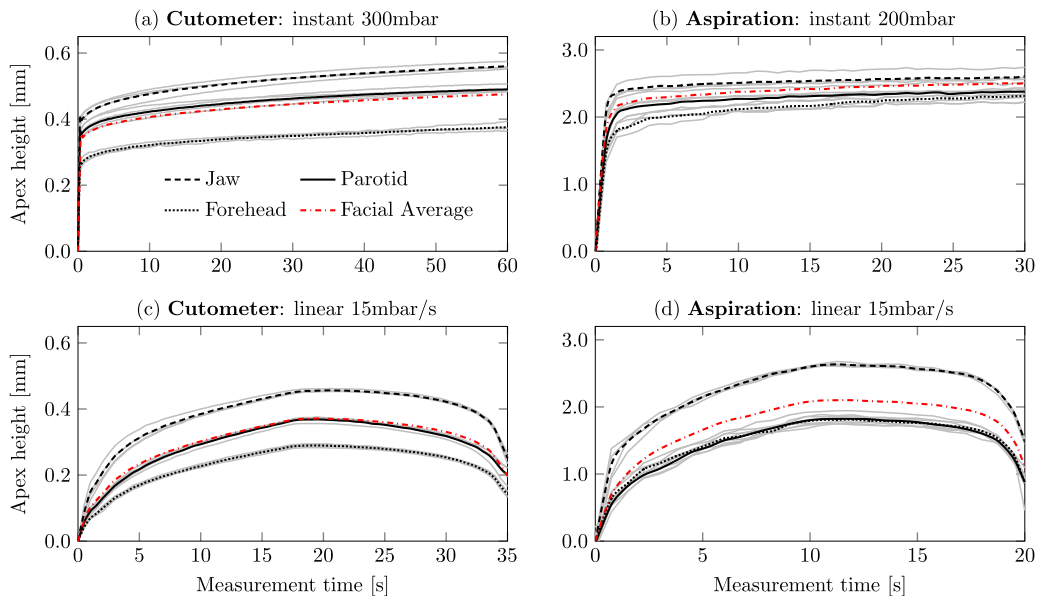 (a) Cutometer: instant 300mbar
(b) Aspiration: instant 200mbar
Apex height [mm]
0.6
0.4
0.2
0.0
0 10 20 30 40 50 60
Jaw
Parotid
Forehead
Facial Average
3.0
2.0
1.0
0.0
0 5 10 15 20 25 30
(c) Cutometer: linear 15mbar/s
(d) Aspiration: linear 15mbar/s
Apex height [mm]
0.6
0.4
0.2
0.0
0 5 10 15 20 25 30 35
Measurement time [s]
3.0
2.0
1.0
0.0
0 5 10 15 20
Measurement time [s]